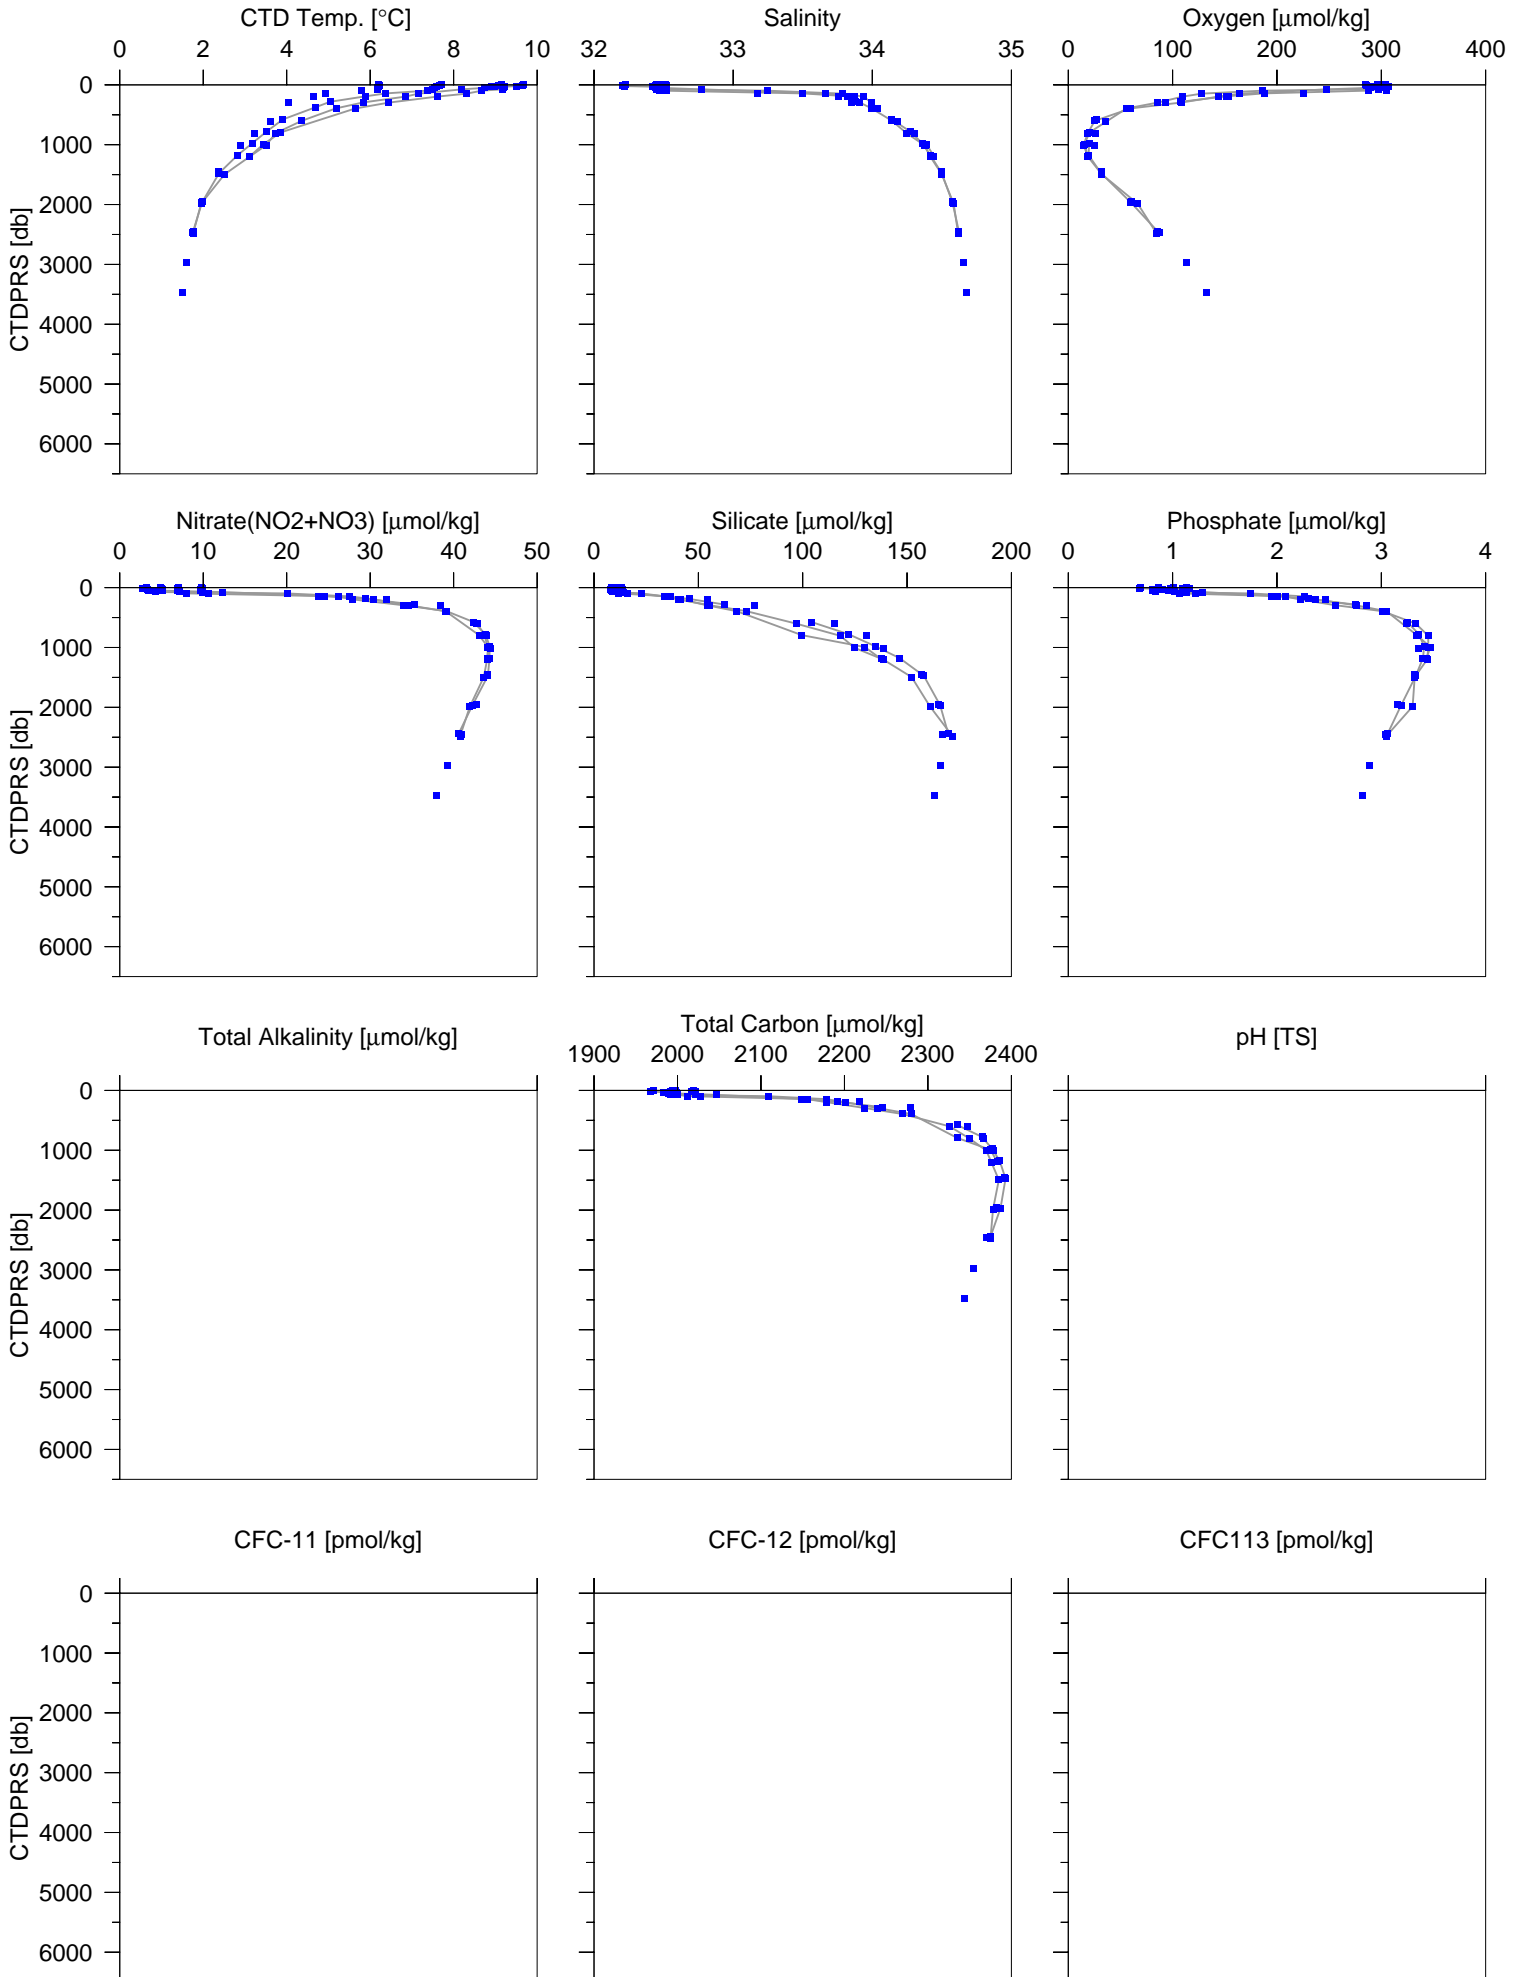 CTD Temp. [°C] Salinity Oxygen [μmol/kg]
0 2 4 6 8 10 32 33 34 35 0 100 200 300 400
0
1000
2000
3000
4000
5000
6000
CTDPRS [db]
Nitrate(NO2+NO3) [μmol/kg] Silicate [μmol/kg] Phosphate [μmol/kg]
0 10 20 30 40 50 0 50 100 150 200 0 1 2 3 4
0
1000
2000
3000
4000
5000
6000
CTDPRS [db]
Total Alkalinity [μmol/kg] Total Carbon [μmol/kg] pH [TS]
1900 2000 2100 2200 2300 2400
0
1000
2000
3000
4000
5000
6000
CTDPRS [db]
CFC-11 [pmol/kg] CFC-12 [pmol/kg] CFC113 [pmol/kg]
0
1000
2000
3000
4000
5000
6000
CTDPRS [db]